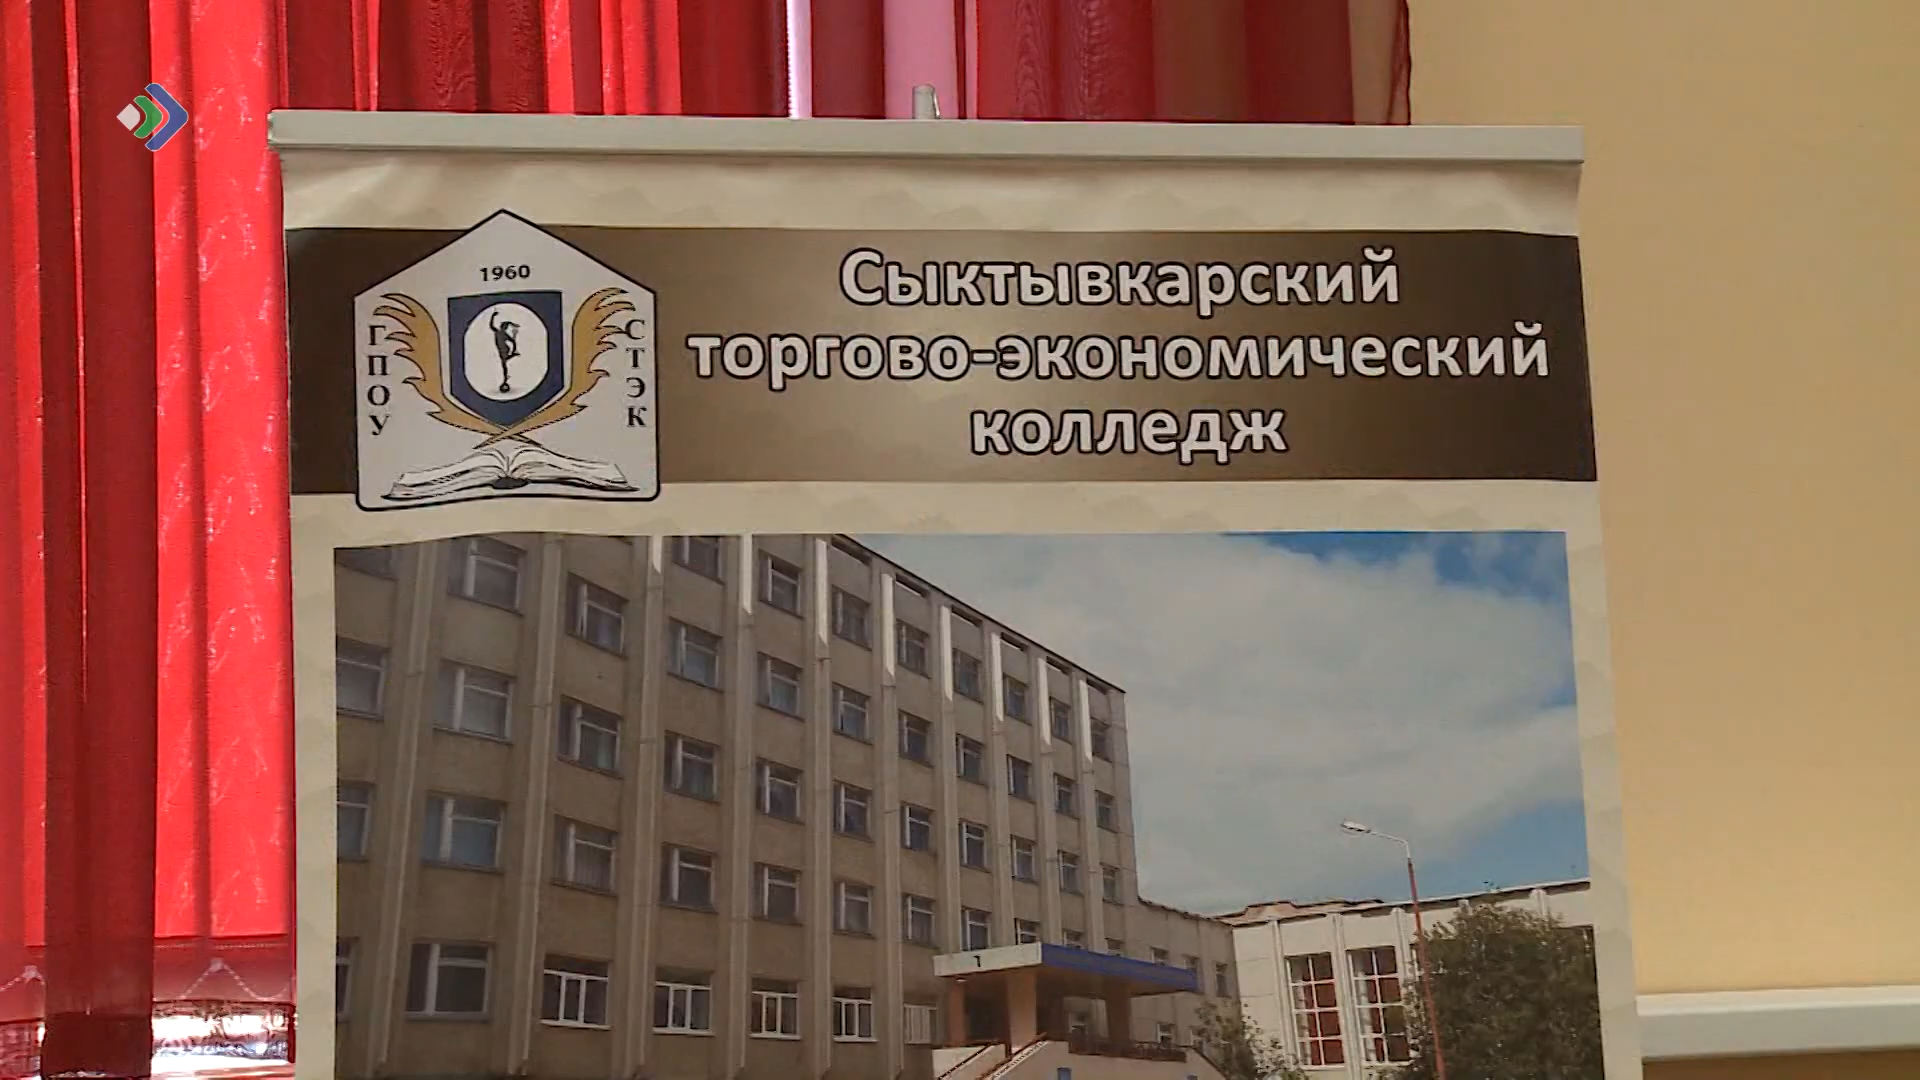 1960
ГПОУ
СТЭК
Сыктывкарский
торгово-экономический
колледж